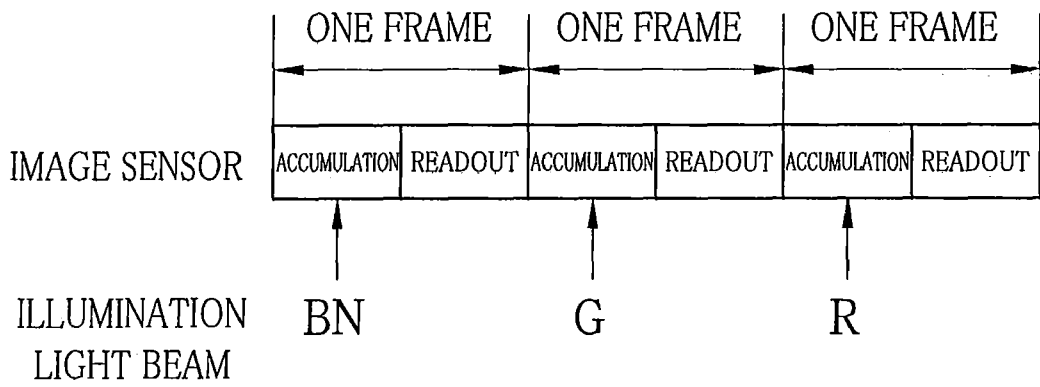 ONE FRAME ONE FRAME ONE FRAME
IMAGE SENSOR ACCUMULATION READOUT ACCUMULATION READOUT ACCUMULATION READOUT
ILLUMINATION LIGHT BEAM
BN G R